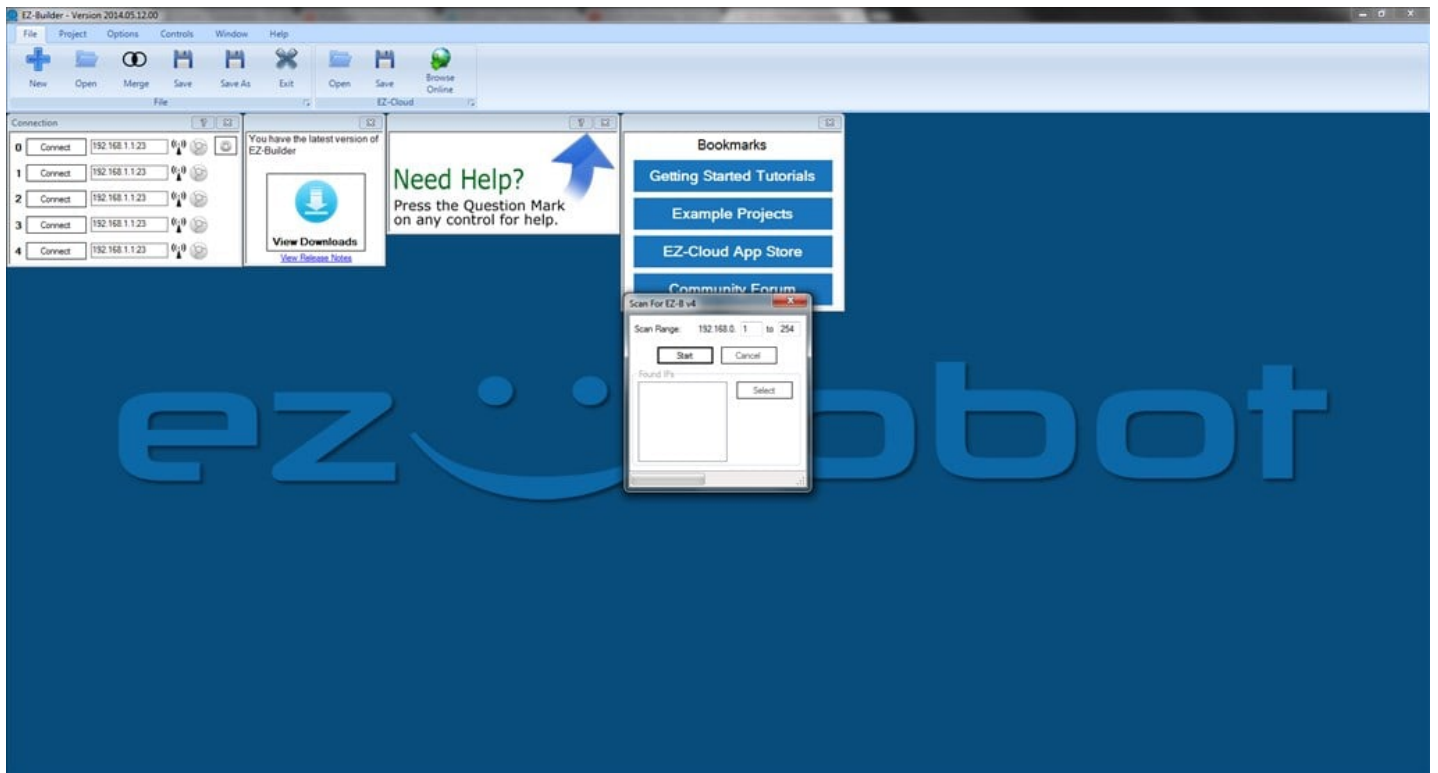 EZ-Builder - Version 2014.05.12.00
File Project Options Controls Window Help
New Open Merge Save Save As Exit Open Save Browse Online
File EZ-Cloud
Connection
0 Connect 192.168.1.1:23
1 Connect 192.168.1.1:23
2 Connect 192.168.1.1:23
3 Connect 192.168.1.1:23
4 Connect 192.168.1.1:23
You have the latest version of
EZ-Builder
View Downloads
View Release Notes
Need Help?
Press the Question Mark
on any control for help.
Bookmarks
Getting Started Tutorials
Example Projects
EZ-Cloud App Store
Community Forum
Scan For EZ-B v4
Scan Range: 192.168.0. 1 to 254
Start Cancel
Found IPs
Select
ez obot